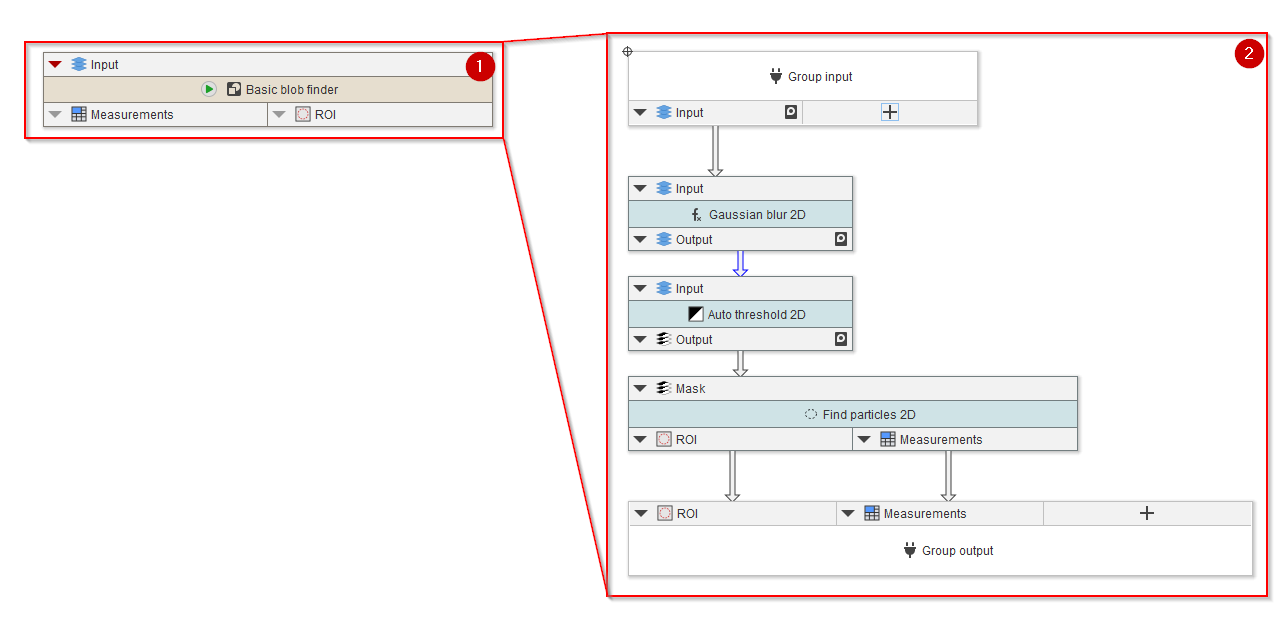 Input
1
Basic blob finder
Measurements
ROI
2
Group input
Input
Input
Gaussian blur 2D
Output
Input
Auto threshold 2D
Output
Mask
Find particles 2D
ROI
Measurements
ROI
Measurements
Group output